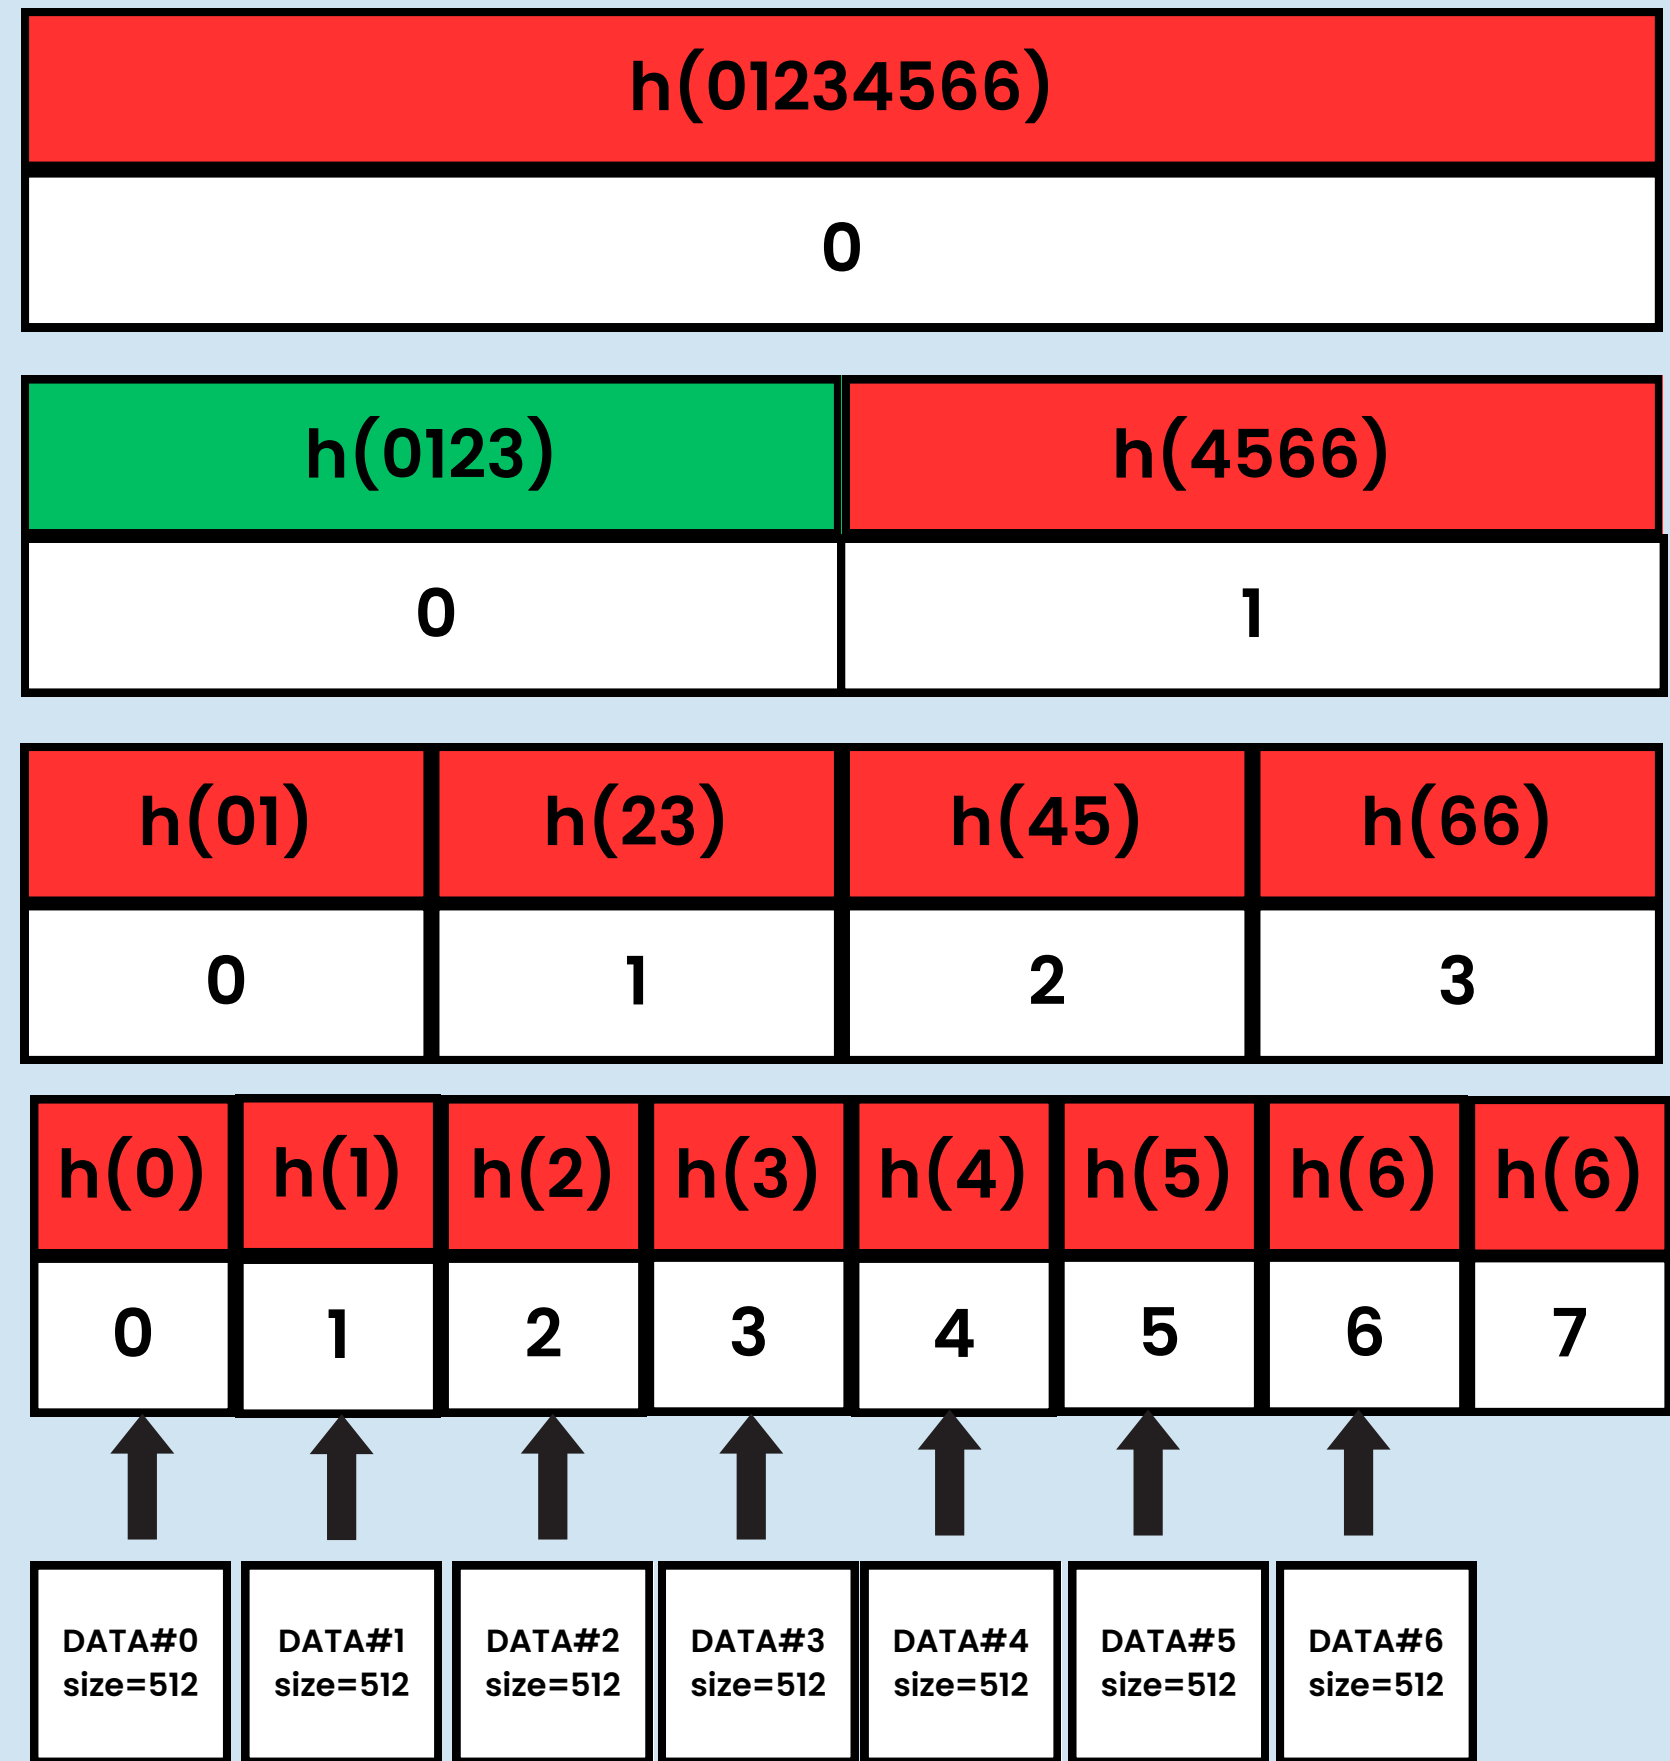 h(01234566)
0
h(0123) h(4566)
0 1
h(01) h(23) h(45) h(66)
0 1 2 3
h(0) h(1) h(2) h(3) h(4) h(5) h(6) h(6)
0 1 2 3 4 5 6 7
DATA#0 DATA#1 DATA#2 DATA#3 DATA#4 DATA#5 DATA#6
size=512 size=512 size=512 size=512 size=512 size=512 size=512